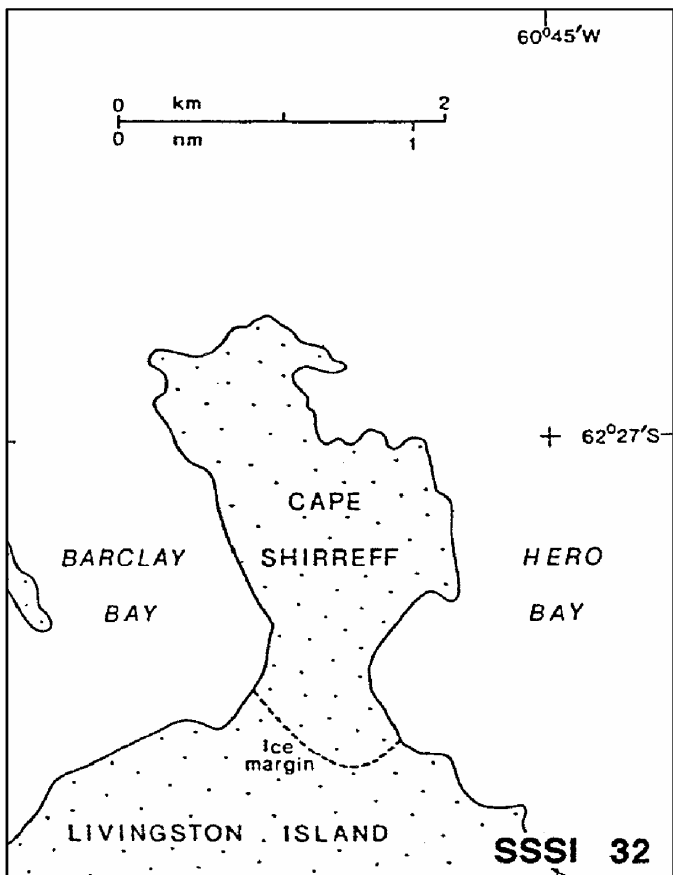 60°45'W
0 km 2
0 nm 1
62°27'S
CAPE
SHIRREFF
BARCLAY
BAY
HERO
BAY
Ice
margin
LIVINGSTON ISLAND
SSSI 32